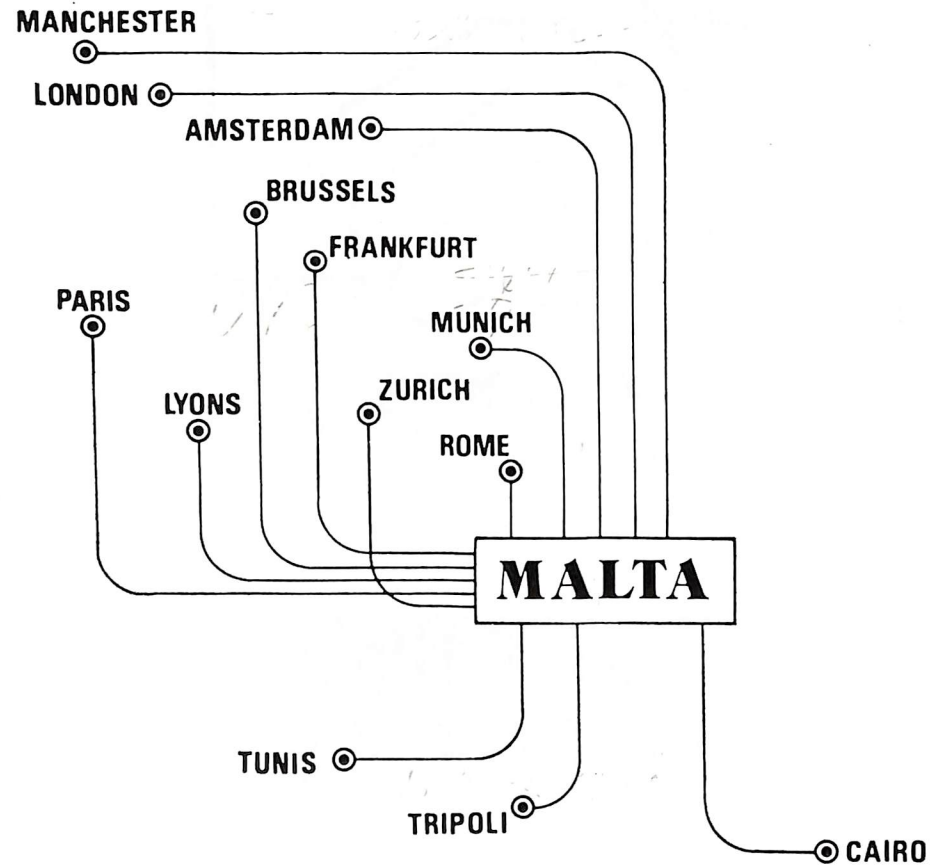 MANCHESTER
LONDON
AMSTERDAM
BRUSSELS
FRANKFURT
PARIS
MUNICH
ZURICH
LYONS
ROME
MALTA
TUNIS
TRIPOLI
CAIRO